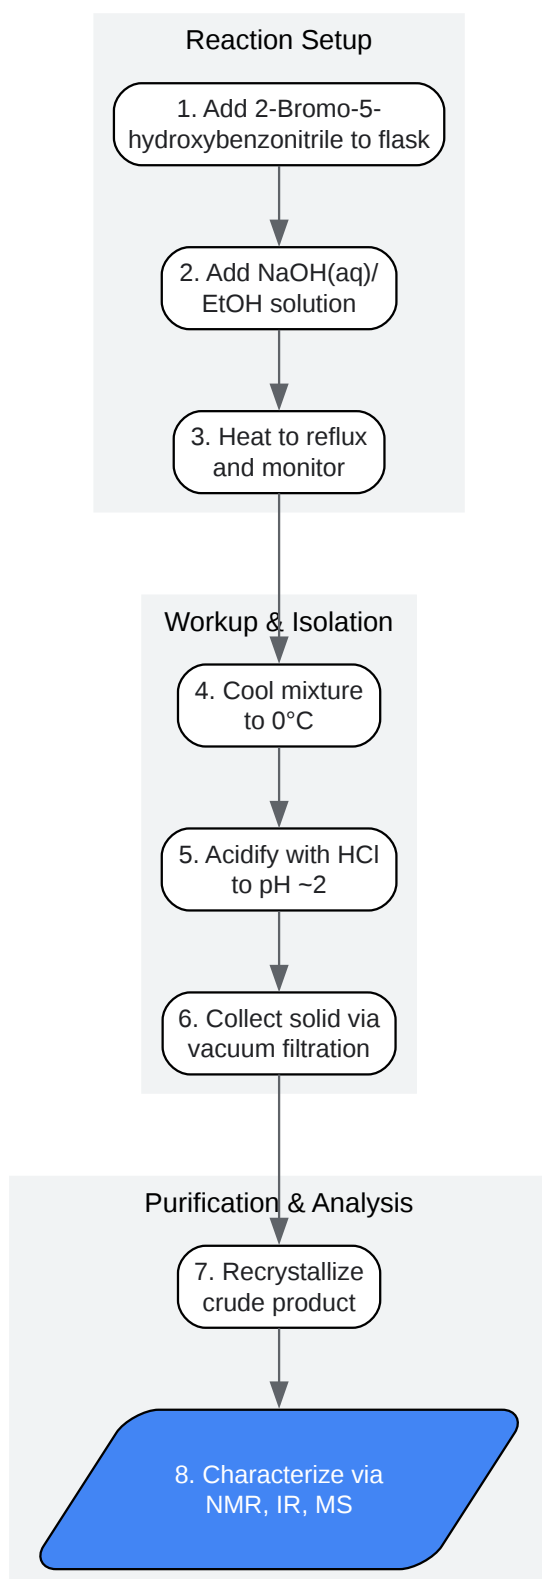 Reaction Setup
1. Add 2-Bromo-5-
hydroxybenzonitrile to flask
2. Add NaOH(aq)/
EtOH solution
3. Heat to reflux
and monitor
Workup & Isolation
4. Cool mixture
to 0°C
5. Acidify with HCl
to pH ~2
6. Collect solid via
vacuum filtration
Purification & Analysis
7. Recrystallize
crude product
8. Characterize via
NMR, IR, MS